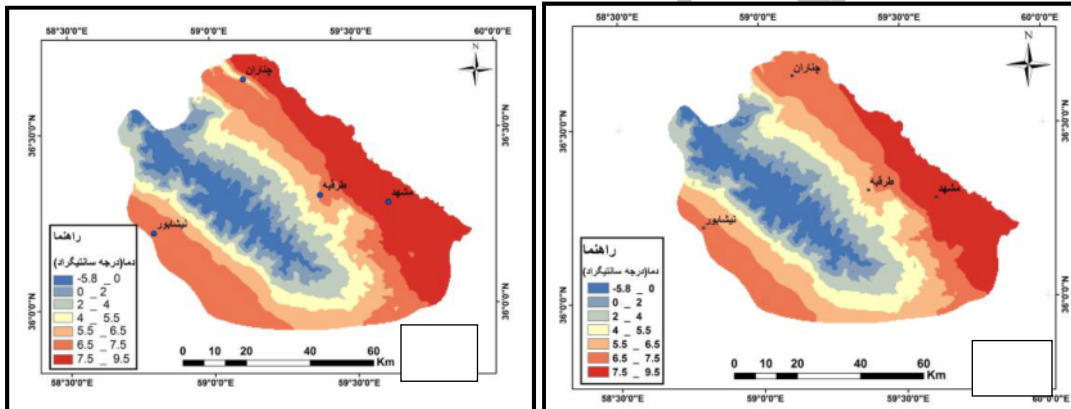 58°30'0"E 59°0'0"E 59°30'0"E 60°0'0"E
N
چناران
36°30'0"N 36°30'0"N
طرقبه
مشهد
نیشابور
راهنما
دما(درجه سانتیگراد)
-5.8 _ 0
0 _ 2
2 _ 4
4 _ 5.5
5.5 _ 6.5
6.5 _ 7.5
7.5 _ 9.5
36°0'0"N 36°0'0"N
0 10 20 40 60
Km
58°30'0"E 59°0'0"E 59°30'0"E
58°30'0"E 59°0'0"E 59°30'0"E 60°0'0"E
N
چناران
36°30'0"N 36°30'0"N
طرقبه
مشهد
نیشابور
راهنما
دما(درجه سانتیگراد)
-5.8 _ 0
0 _ 2
2 _ 4
4 _ 5.5
5.5 _ 6.5
6.5 _ 7.5
7.5 _ 9.5
36°0'0"N 36°0'0"N
0 10 20 40 60
Km
58°30'0"E 59°0'0"E 59°30'0"E 60°0'0"E